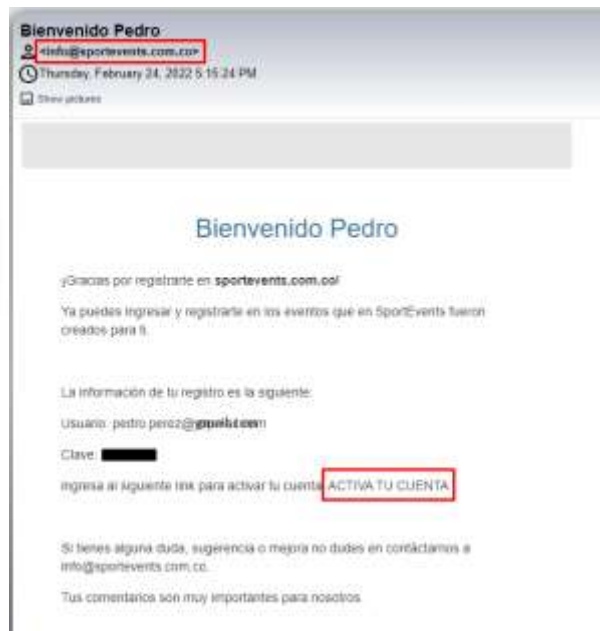 Bienvenido Pedro
<info@sportevents.com.co>
Thursday, February 24, 2022 5:15:24 PM
Show pictures
Bienvenido Pedro
¡Gracias por registrarte en sportevents.com.co!
Ya puedes ingresar y registrarte en los eventos que en SportEvents fueron
creados para ti.
La información de tu registro es la siguiente:
Usuario: pedro.perez@
Clave:
Ingresa al siguiente link para activar tu cuenta ACTIVA TU CUENTA
Si tienes alguna duda, sugerencia o mejora no dudes en contáctarnos a
info@sportevents.com.co.
Tus comentarios son muy importantes para nosotros.